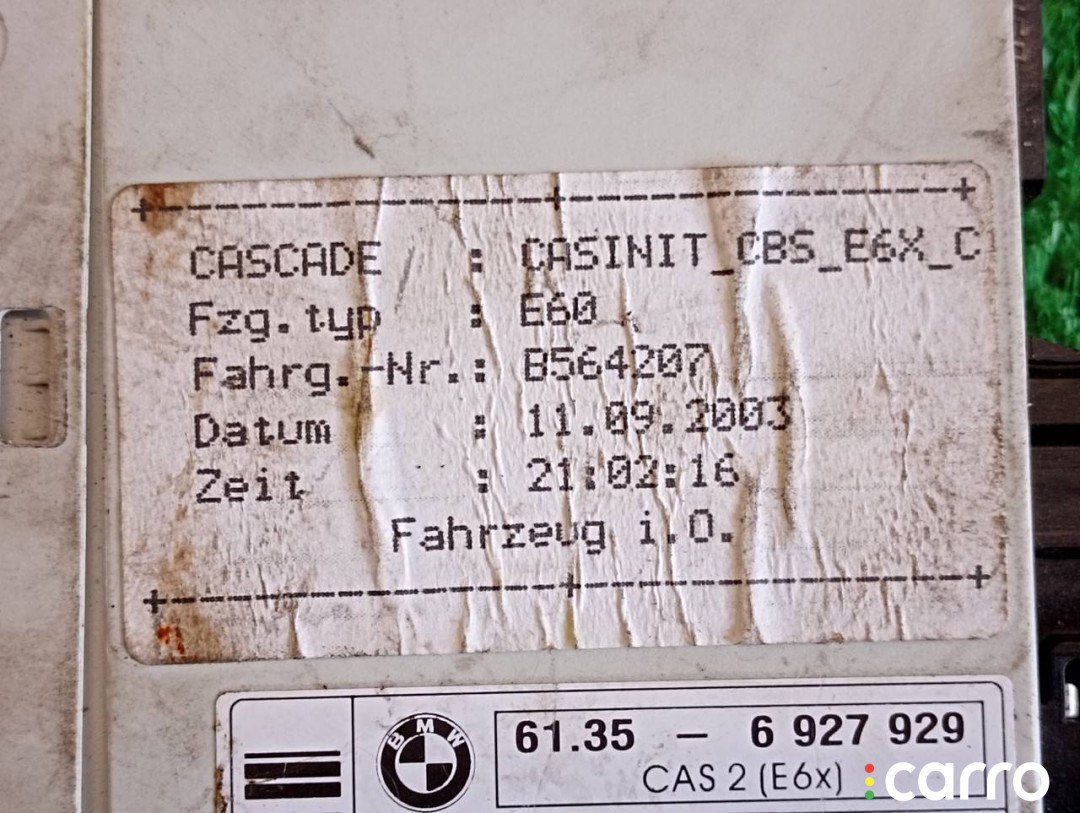 +-----------------+-----------------+
CASCADE : CASINIT_CBS_E6X_C
Fzg.typ : E60
Fahrg.-Nr.: B564207
Datum : 11.09.2003
Zeit : 21:02:16
Fahrzeug i.O.
+-----------------+-----------------+
BMW
61.35 – 6 927 929
CAS 2 (E6x)
carro